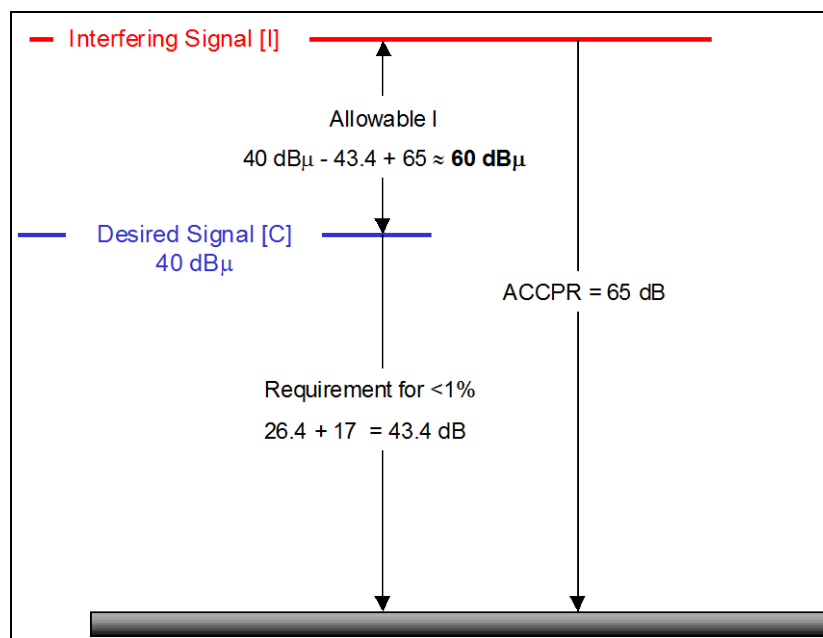 Interfering Signal [I]
Allowable I
40 dBμ - 43.4 + 65 ≈ 60 dBμ
Desired Signal [C]
40 dBμ
ACCPR = 65 dB
Requirement for <1%
26.4 + 17 = 43.4 dB